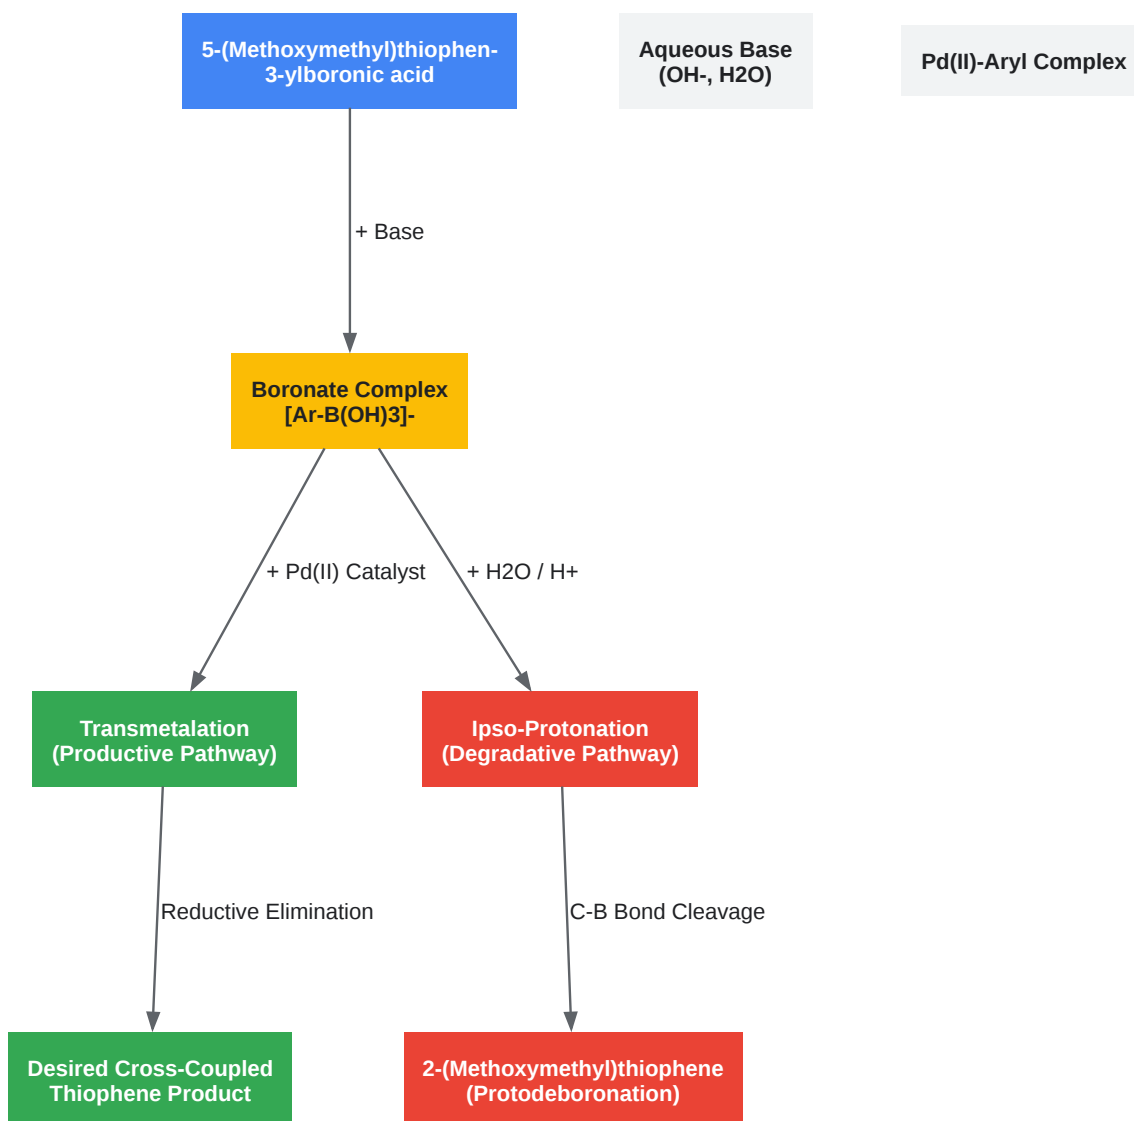 5-(Methoxymethyl)thiophen-
3-ylboronic acid
Aqueous Base
(OH-, H2O)
Pd(II)-Aryl Complex
+ Base
Boronate Complex
[Ar-B(OH)3]-
+ Pd(II) Catalyst
+ H2O / H+
Transmetalation
(Productive Pathway)
Ipso-Protonation
(Degradative Pathway)
Reductive Elimination
C-B Bond Cleavage
Desired Cross-Coupled
Thiophene Product
2-(Methoxymethyl)thiophene
(Protodeboronation)